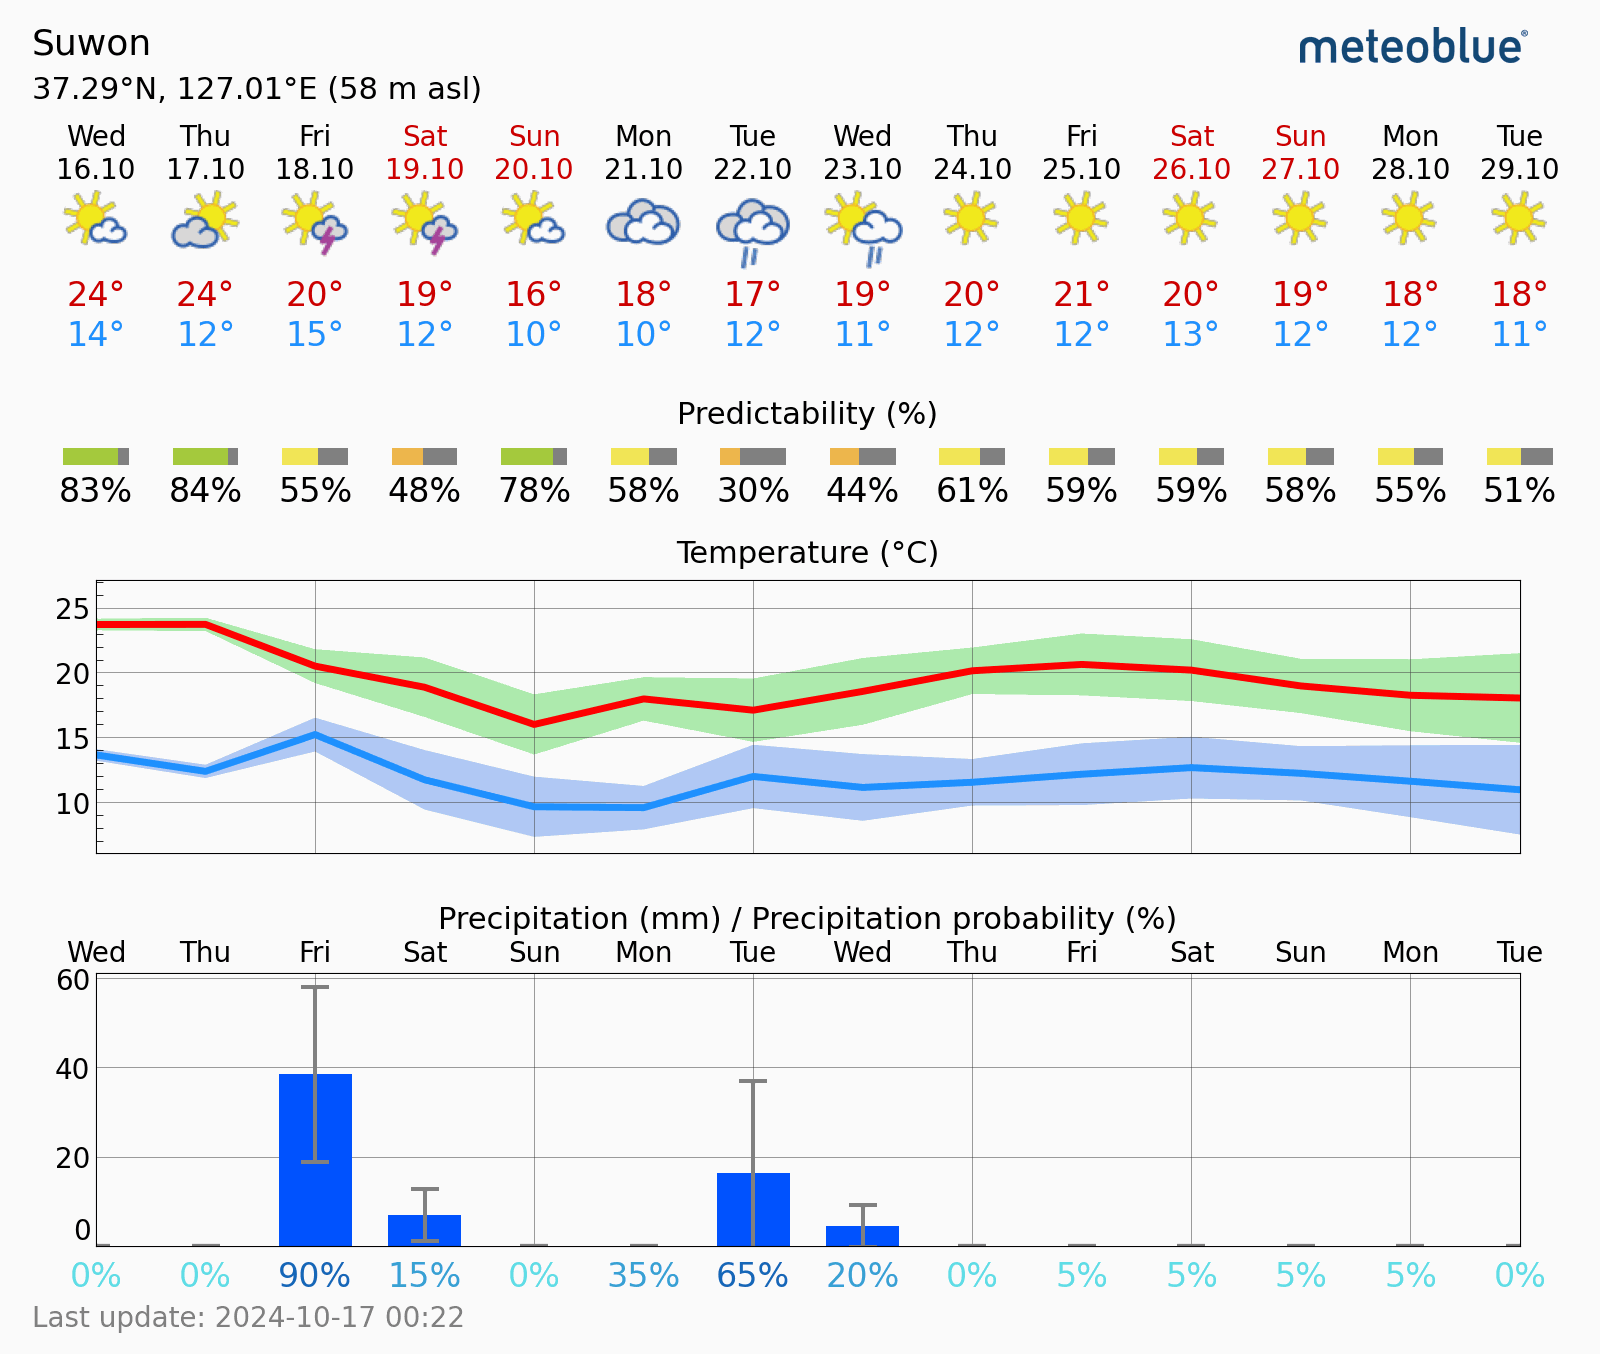 Suwon
meteoblue®
37.29°N, 127.01°E (58 m asl)
Wed Thu Fri Sat Sun Mon Tue Wed Thu Fri Sat Sun Mon Tue
16.10 17.10 18.10 19.10 20.10 21.10 22.10 23.10 24.10 25.10 26.10 27.10 28.10 29.10
24° 24° 20° 19° 16° 18° 17° 19° 20° 21° 20° 19° 18° 18°
14° 12° 15° 12° 10° 10° 12° 11° 12° 12° 13° 12° 12° 11°
Predictability (%)
83% 84% 55% 48% 78% 58% 30% 44% 61% 59% 59% 58% 55% 51%
Temperature (°C)
25
20
15
10
Precipitation (mm) / Precipitation probability (%)
Wed Thu Fri Sat Sun Mon Tue Wed Thu Fri Sat Sun Mon Tue
60
40
20
0
0% 0% 90% 15% 0% 35% 65% 20% 0% 5% 5% 5% 5% 0%
Last update: 2024-10-17 00:22